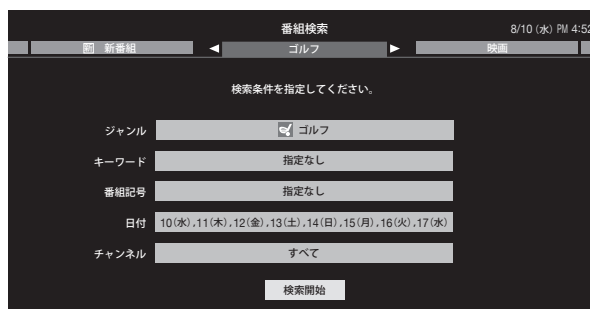 番組検索 8/10 (水) PM 4:52
新 新番組 ◀ ゴルフ ▶ 映画
検索条件を指定してください。
ジャンル ゴルフ
キーワード 指定なし
番組記号 指定なし
日付 10(水),11(木),12(金),13(土),14(日),15(月),16(火),17(水)
チャンネル すべて
検索開始